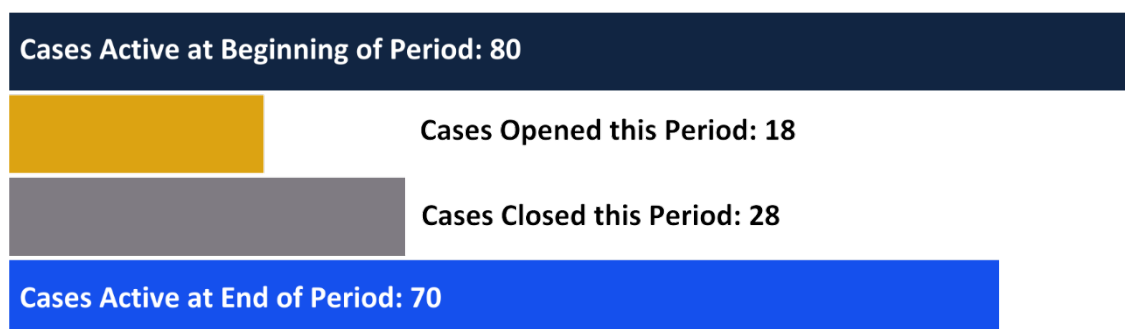 Cases Active at Beginning of Period: 80
Cases Opened this Period: 18
Cases Closed this Period: 28
Cases Active at End of Period: 70